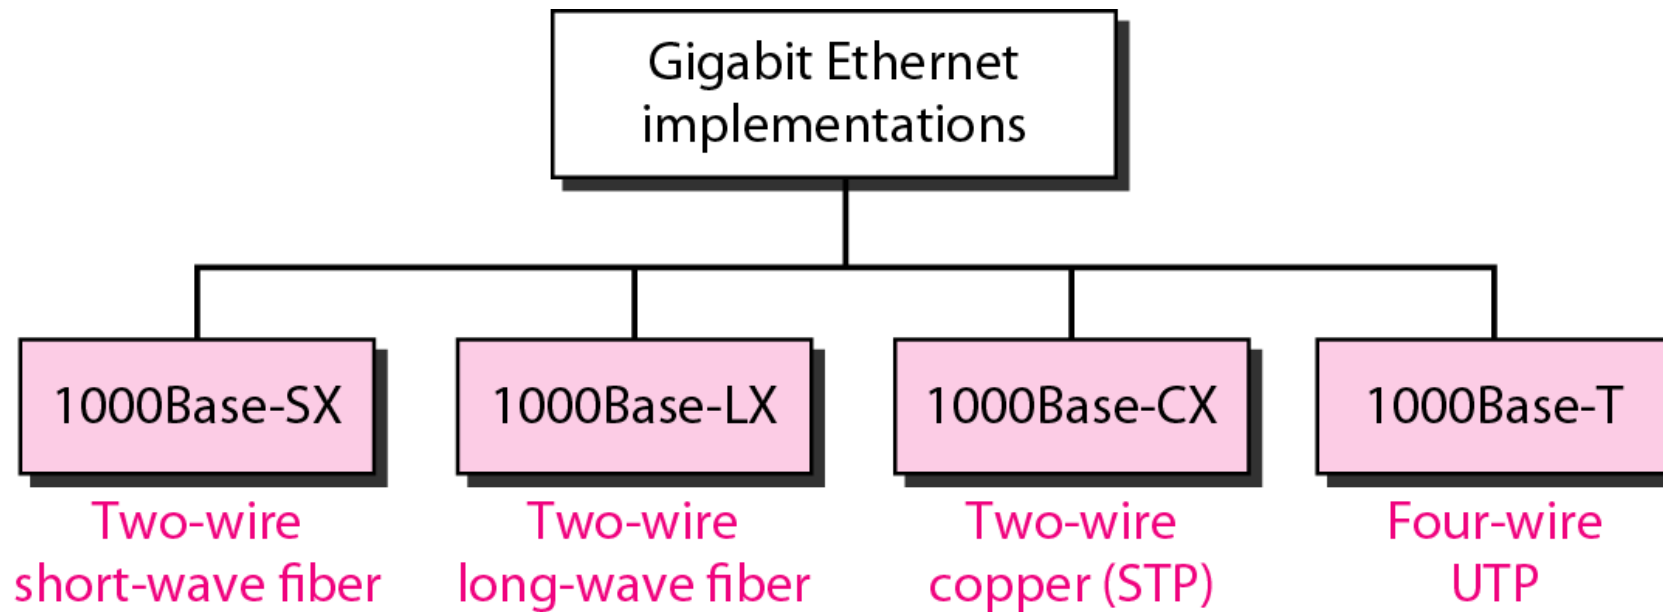 Gigabit Ethernet
implementations
1000Base-SX
1000Base-LX
1000Base-CX
1000Base-T
Two-wire
short-wave fiber
Two-wire
long-wave fiber
Two-wire
copper (STP)
Four-wire
UTP